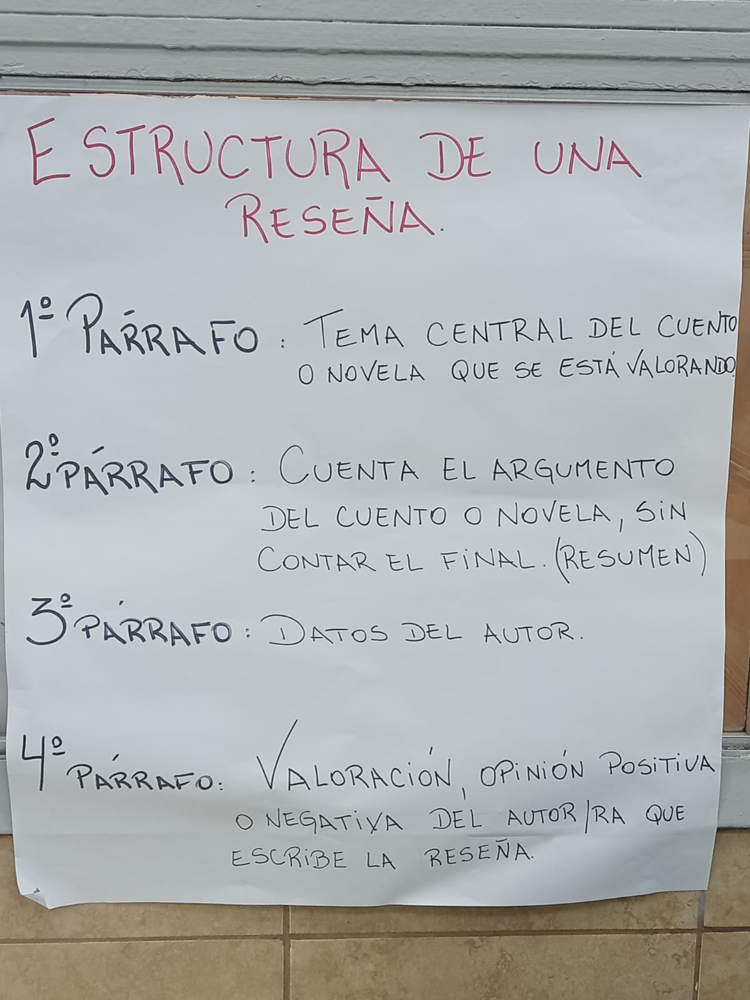 ESTRUCTURA DE UNA
RESEÑA.
1º PÁRRAFO: TEMA CENTRAL DEL CUENTO
O NOVELA QUE SE ESTÁ VALORANDO.
2º PÁRRAFO: CUENTA EL ARGUMENTO
DEL CUENTO O NOVELA, SIN
CONTAR EL FINAL. (RESUMEN)
3º PÁRRAFO: DATOS DEL AUTOR.
4º PÁRRAFO: VALORACIÓN, OPINIÓN POSITIVA
O NEGATIVA DEL AUTOR/RA QUE
ESCRIBE LA RESEÑA.